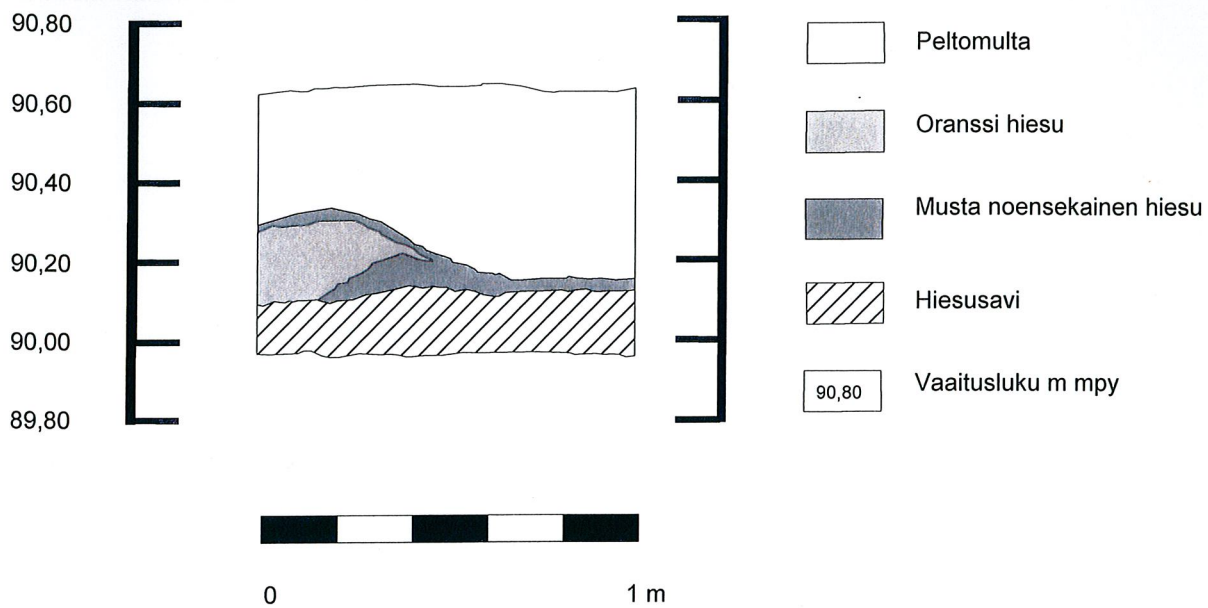 90,80
90,60
90,40
90,20
90,00
89,80
Peltomulta
Oranssi hiesu
Musta noensekainen hiesu
Hiesusavi
90,80 Vaaitusluku m mpy
0 1 m